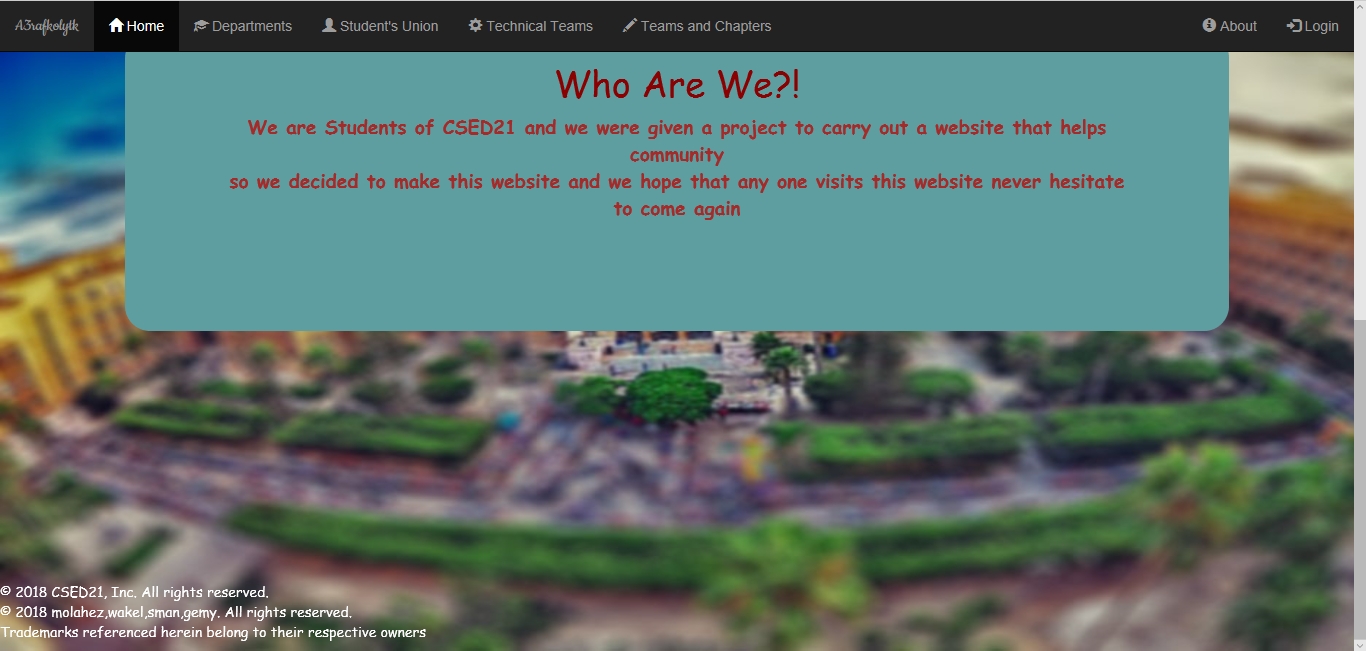 A3rafkolytk Home Departments Student's Union Technical Teams Teams and Chapters About Login
Who Are We?!
We are Students of CSED21 and we were given a project to carry out a website that helps
community
so we decided to make this website and we hope that any one visits this website never hesitate
to come again
© 2018 CSED21, Inc. All rights reserved.
© 2018 molahez,wakel,sman,gemy. All rights reserved.
Trademarks referenced herein belong to their respective owners